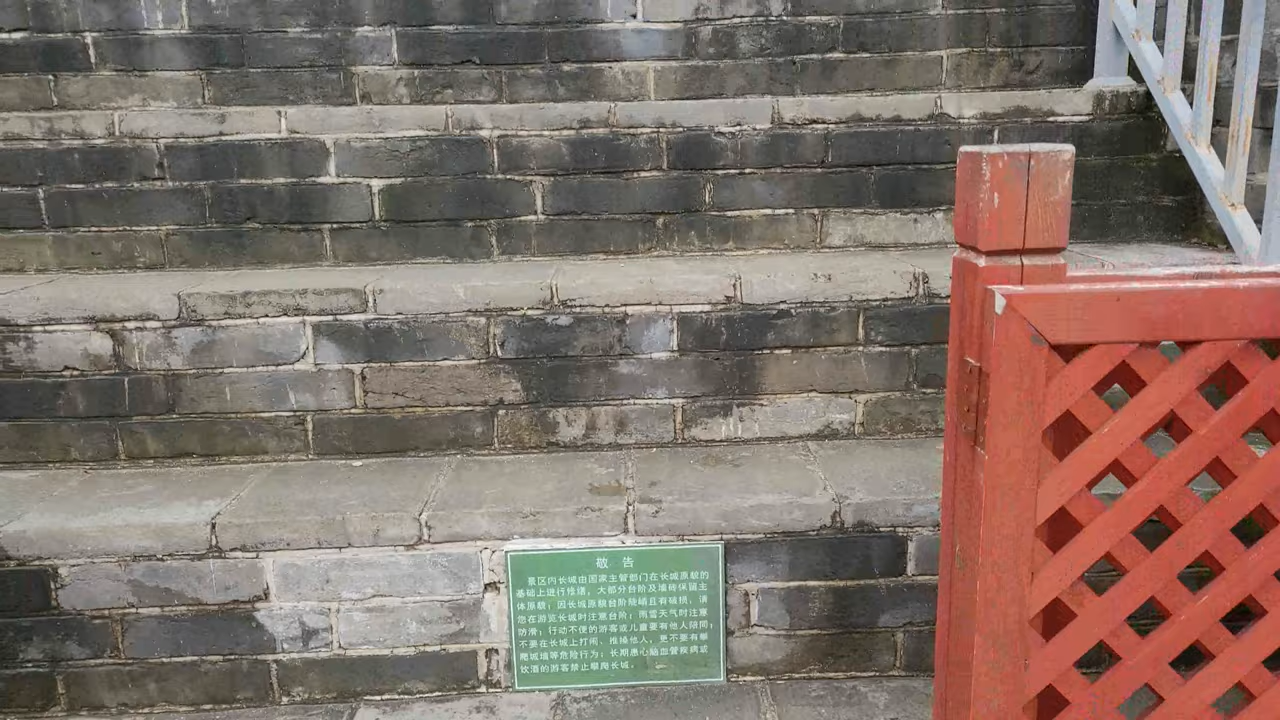 敬告
景区内长城由国家主管部门在长城原貌的
基础上进行修缮，大部分台阶及墙砖保留主
体原貌，因长城原貌台阶陡峭且有破损，请
您在游览长城时注意台阶；雨雪天气时注意
防滑；行动不便的游客或儿童要有他人陪同；
不要在长城上打闹、推搡他人，更不要有攀
爬城墙等危险行为；长期患心脑血管疾病或
饮酒的游客禁止攀爬长城。